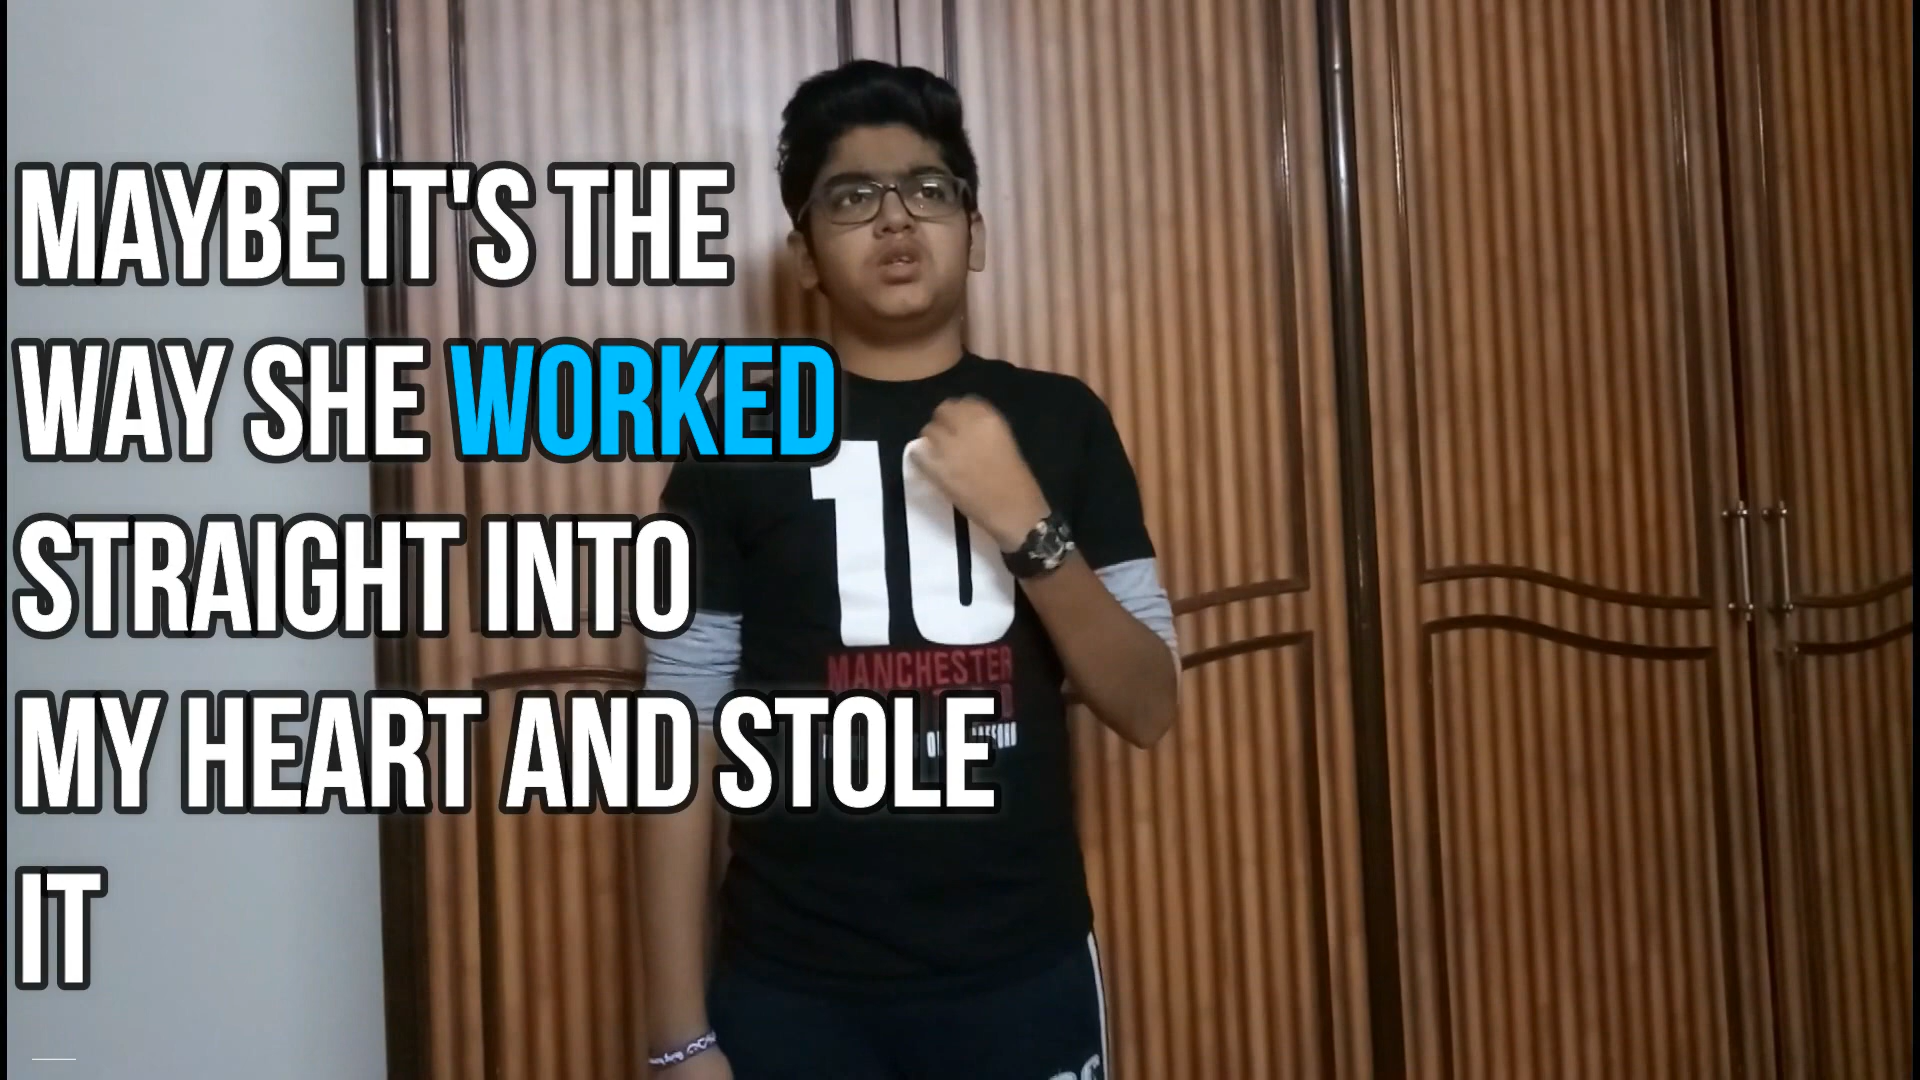 MAYBE IT'S THE
WAY SHE WORKED
STRAIGHT INTO
MY HEART AND STOLE
IT
10
MANCHESTER